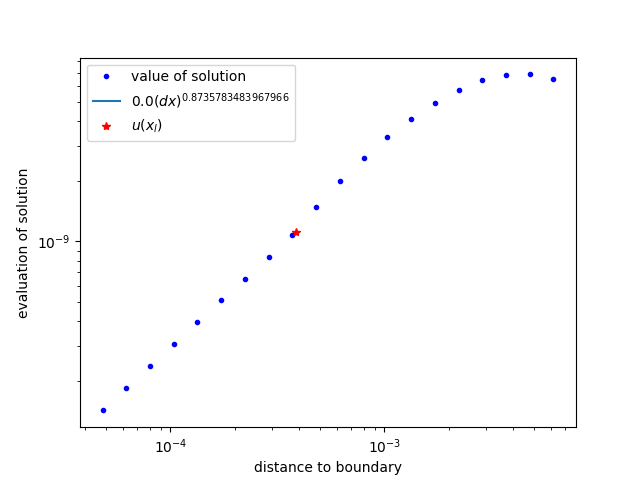 value of solution
0.0(dx)^0.8735783483967966
u(x_l)
evaluation of solution
10^-9
10^-4
10^-3
distance to boundary